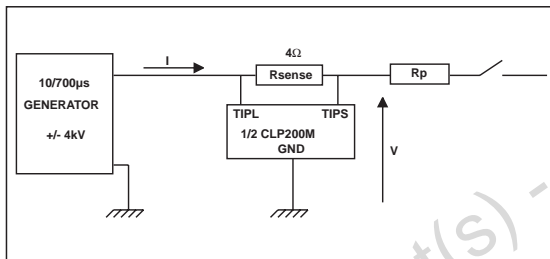 I
4Ω
Rsense
Rp
10/700µs
GENERATOR
+/- 4kV
TIPL
TIPS
1/2 CLP200M
GND
V
t(s) -